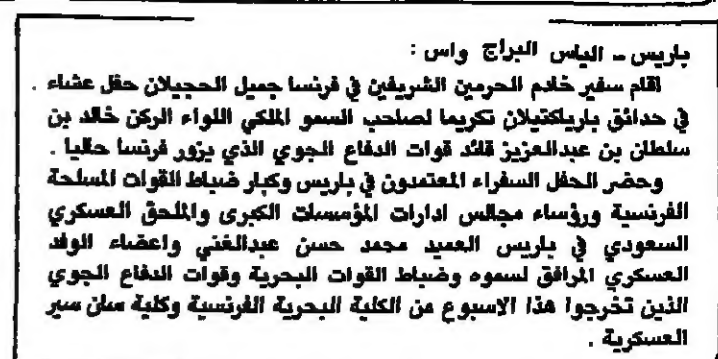 باريس ـ الياس البراج واس :
اقام سفير خادم الحرمين الشريفين في فرنسا جميل الحجيلان حفل عشاء
في حدائق بارياكتيلان تكريما لصاحب السمو الملكي اللواء الركن خالد بن
سلطان بن عبدالعزيز قائد قوات الدفاع الجوي الذي يزور فرنسا حاليا .
وحضر الحفل السفراء المعتمدون في باريس وكبار ضباط القوات المسلحة
الفرنسية ورؤساء مجالس ادارات المؤسسات الكبرى والملحق العسكري
السعودي في باريس العميد محمد حسن عبدالغني واعضاء الوفد
العسكري المرافق لسموه وضباط القوات البحرية وقوات الدفاع الجوي
الذين تخرجوا هذا الاسبوع من الكلية البحرية الفرنسية وكلية سان سير
العسكرية .